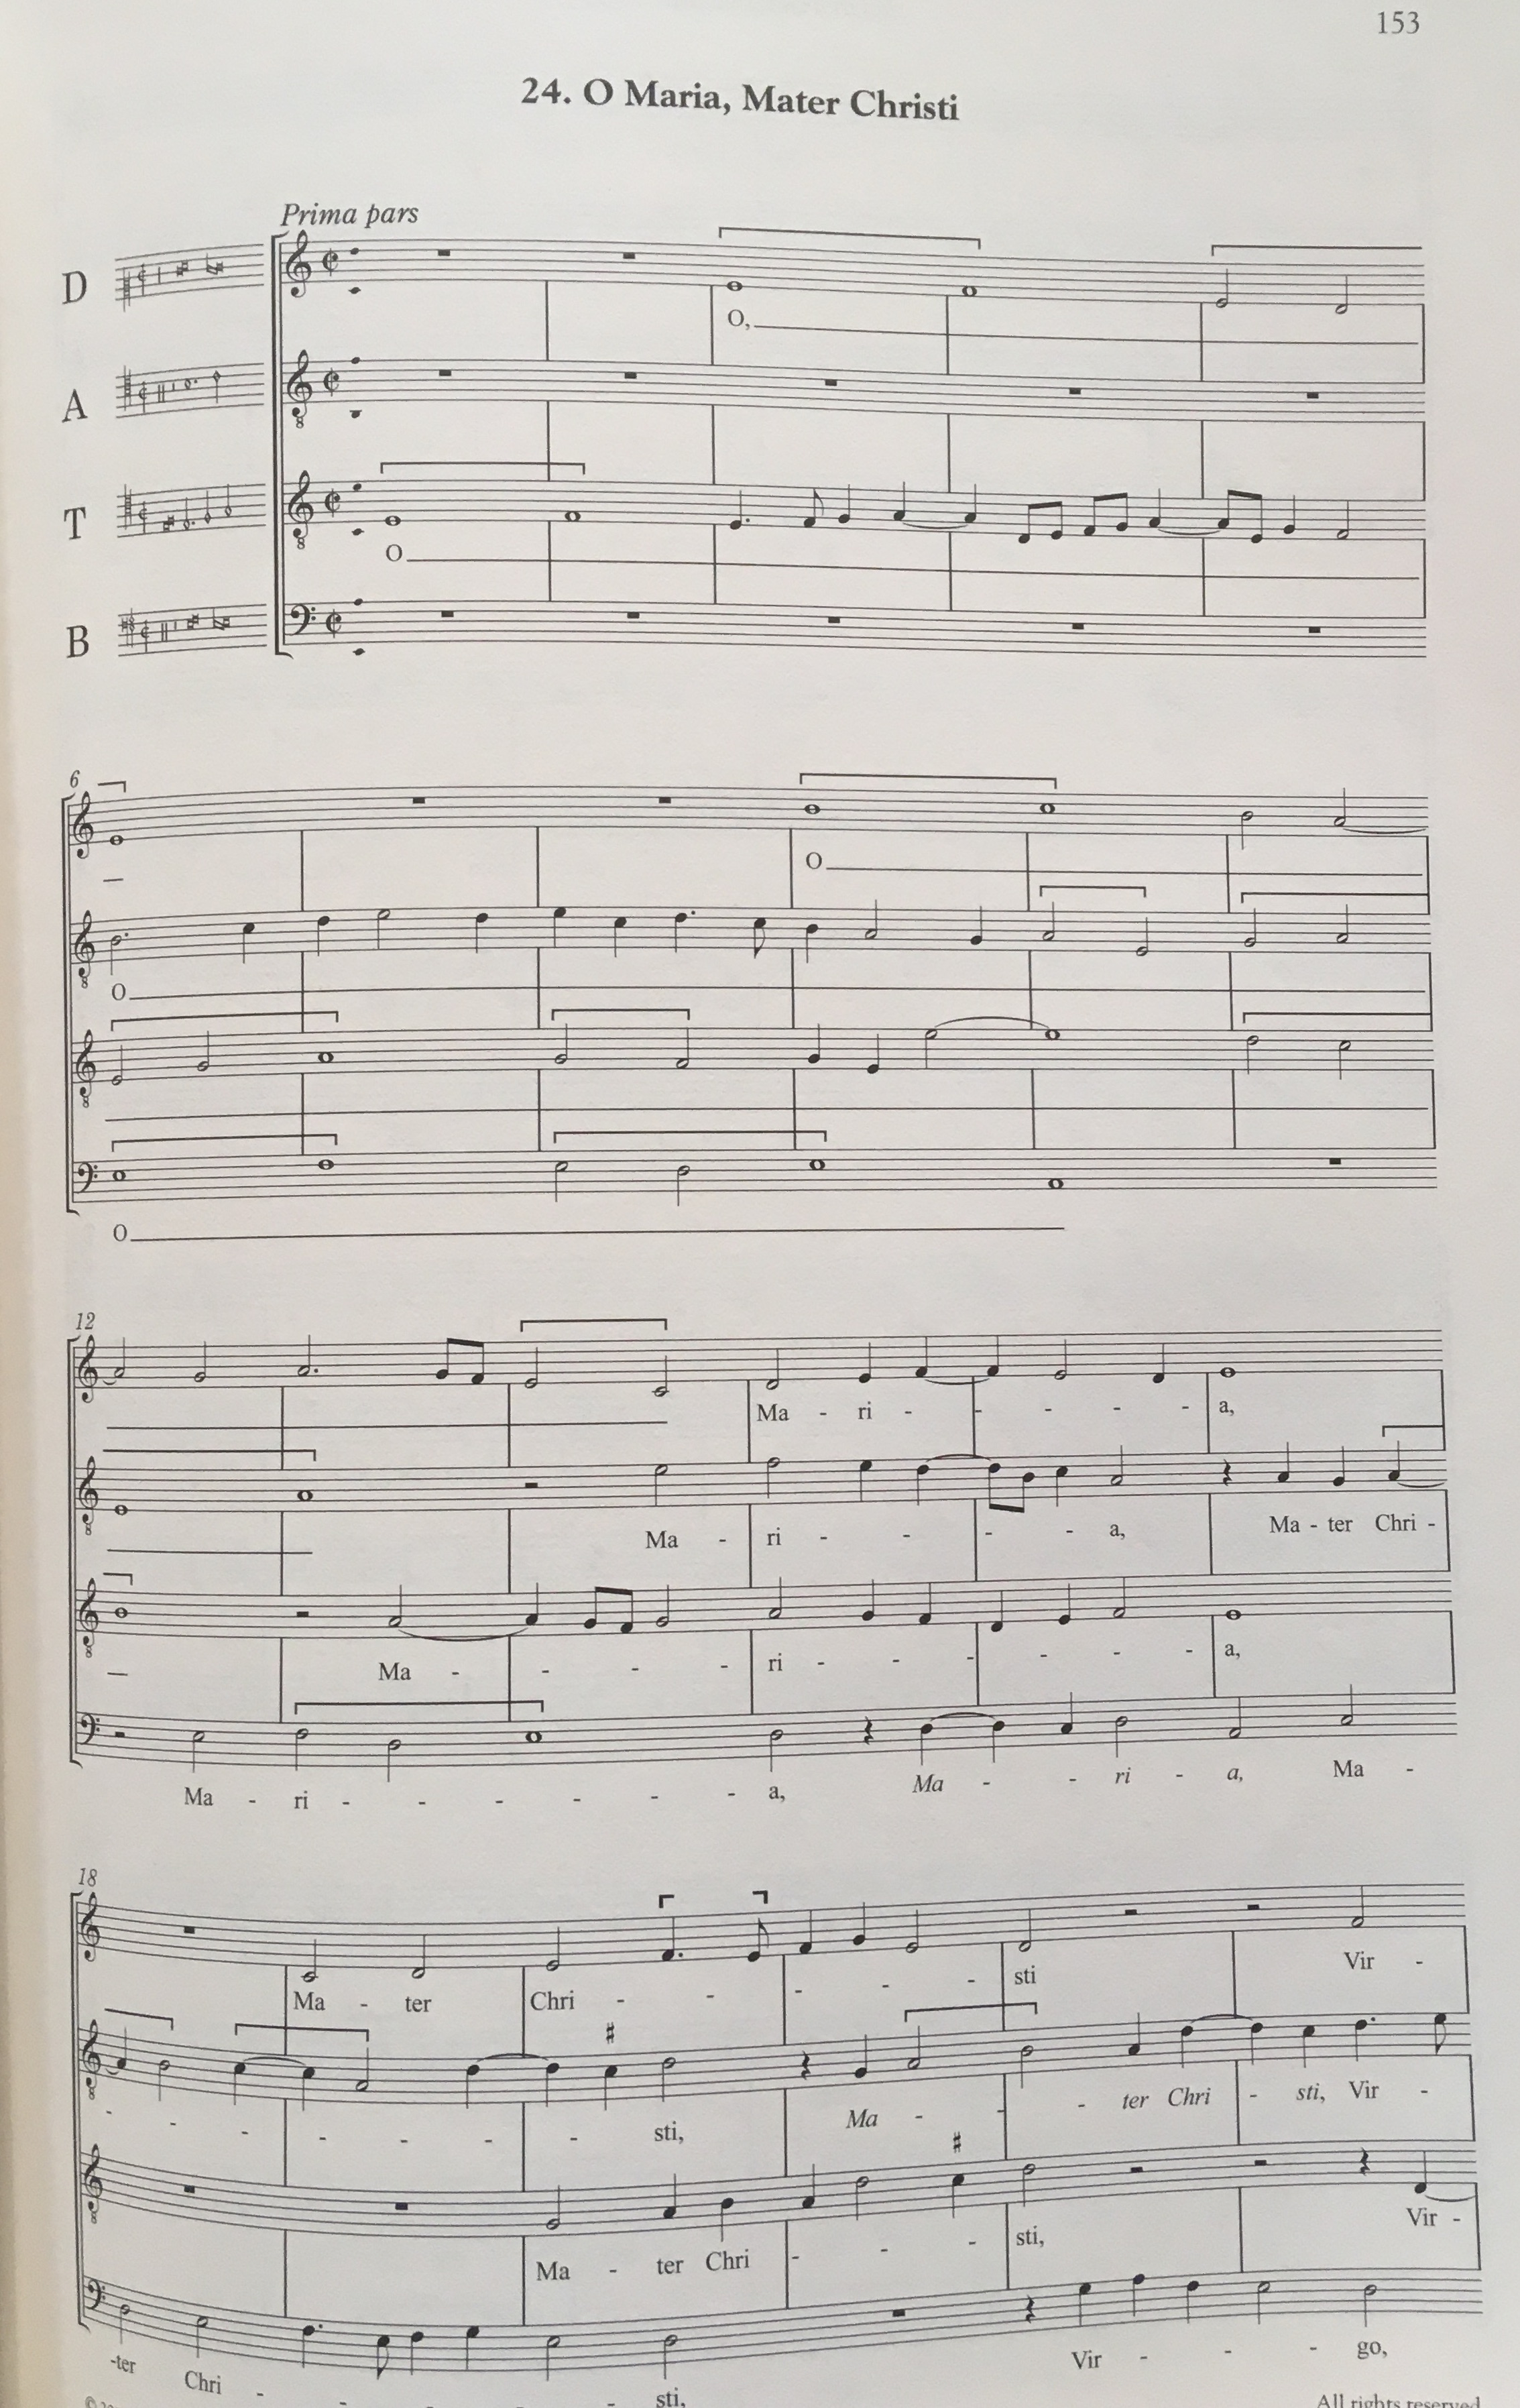 153
24. O Maria, Mater Christi
Prima pars
D
O,
A
T
O
B
6
O
O
O
12
Ma - ri - - - - - a,
Ma - ri - - - - a, Ma - ter Chri -
Ma - - - - ri - - - - - - a,
Ma - ri - - - - - - a, Ma - - ri - a, Ma -
18
Ma - ter Chri - - - - - sti Vir -
- - - - - - - - sti, Ma - - - ter Chri - sti, Vir -
Ma - ter Chri - - - sti, Vir -
-ter Chri - - - - sti, Vir - - - go,
All rights reserved